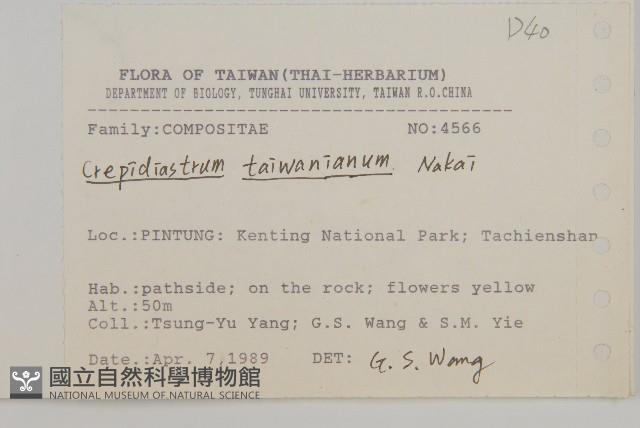 D40
FLORA OF TAIWAN(THAI-HERBARIUM)
DEPARTMENT OF BIOLOGY, TUNGHAI UNIVERSITY, TAIWAN R.O.CHINA
Family:COMPOSITAE NO:4566
Crepidiastrum taiwanianum Nakai
Loc.:PINTUNG: Kenting National Park; Tachienshan
Hab.:pathside; on the rock; flowers yellow
Alt.:50m
Coll.:Tsung-Yu Yang; G.S. Wang & S.M. Yie
Date.:Apr. 7,1989 DET: G. S. Wang
國立自然科學博物館
NATIONAL MUSEUM OF NATURAL SCIENCE